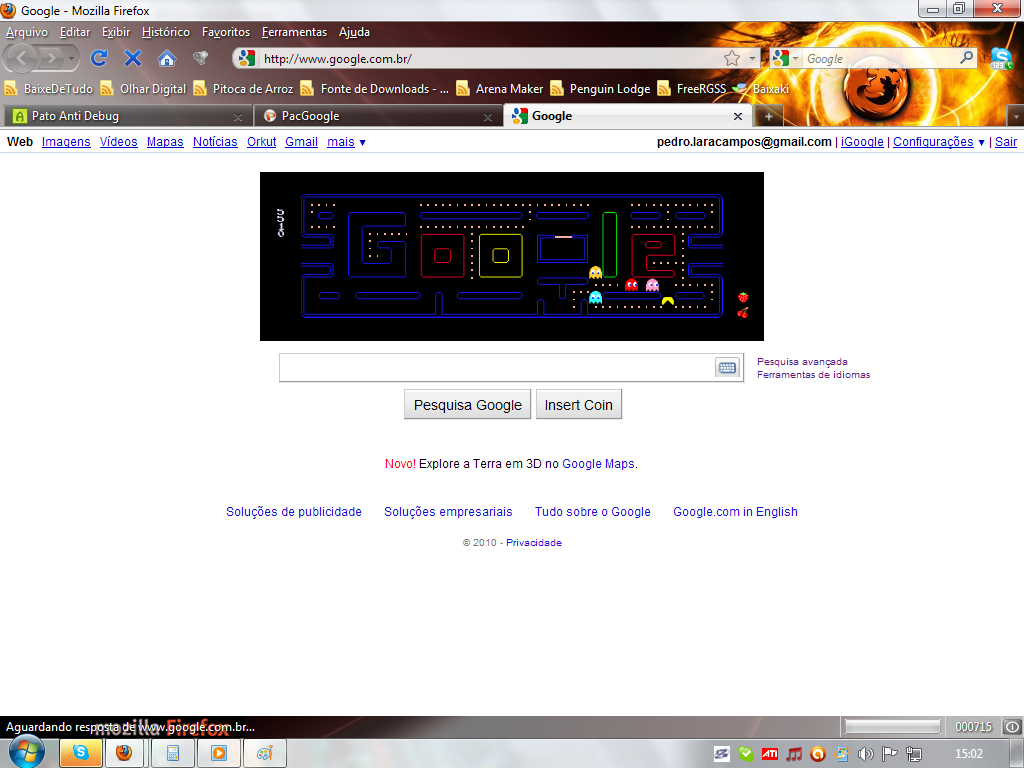 Google - Mozilla Firefox
Arquivo Editar Exibir Histórico Favoritos Ferramentas Ajuda
http://www.google.com.br/ Google
BaixeDeTudo Olhar Digital Pitoca de Arroz Fonte de Downloads - ... Arena Maker Penguin Lodge FreeRGSS Baixaki
Pato Anti Debug PacGoogle Google
Web Imagens Vídeos Mapas Notícias Orkut Gmail mais ▼ pedro.laracampos@gmail.com | iGoogle | Configurações ▼ | Sair
Pesquisa avançada
Ferramentas de idiomas
Pesquisa Google Insert Coin
Novo! Explore a Terra em 3D no Google Maps.
Soluções de publicidade Soluções empresariais Tudo sobre o Google Google.com in English
© 2010 - Privacidade
Aguardando resposta de www.google.com.br... mozilla Firefox 000715
ATI 15:02